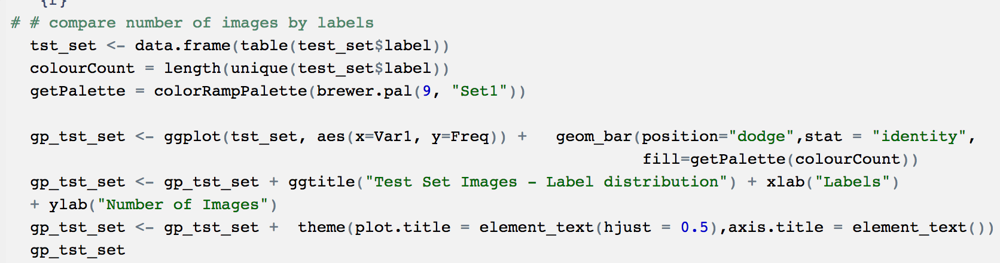 {r}
# # compare number of images by labels
tst_set <- data.frame(table(test_set$label))
colourCount = length(unique(test_set$label))
getPalette = colorRampPalette(brewer.pal(9, "Set1"))
gp_tst_set <- ggplot(tst_set, aes(x=Var1, y=Freq)) +   geom_bar(position="dodge",stat = "identity",
fill=getPalette(colourCount))
gp_tst_set <- gp_tst_set + ggtitle("Test Set Images - Label distribution") + xlab("Labels")
+ ylab("Number of Images")
gp_tst_set <- gp_tst_set +  theme(plot.title = element_text(hjust = 0.5),axis.title = element_text())
gp_tst_set